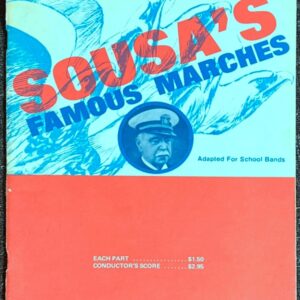 SOUSA'S
FAMOUS MARCHES
Adapted For School Bands
EACH PART ................ $1.50
CONDUCTOR'S SCORE ....... $2.95